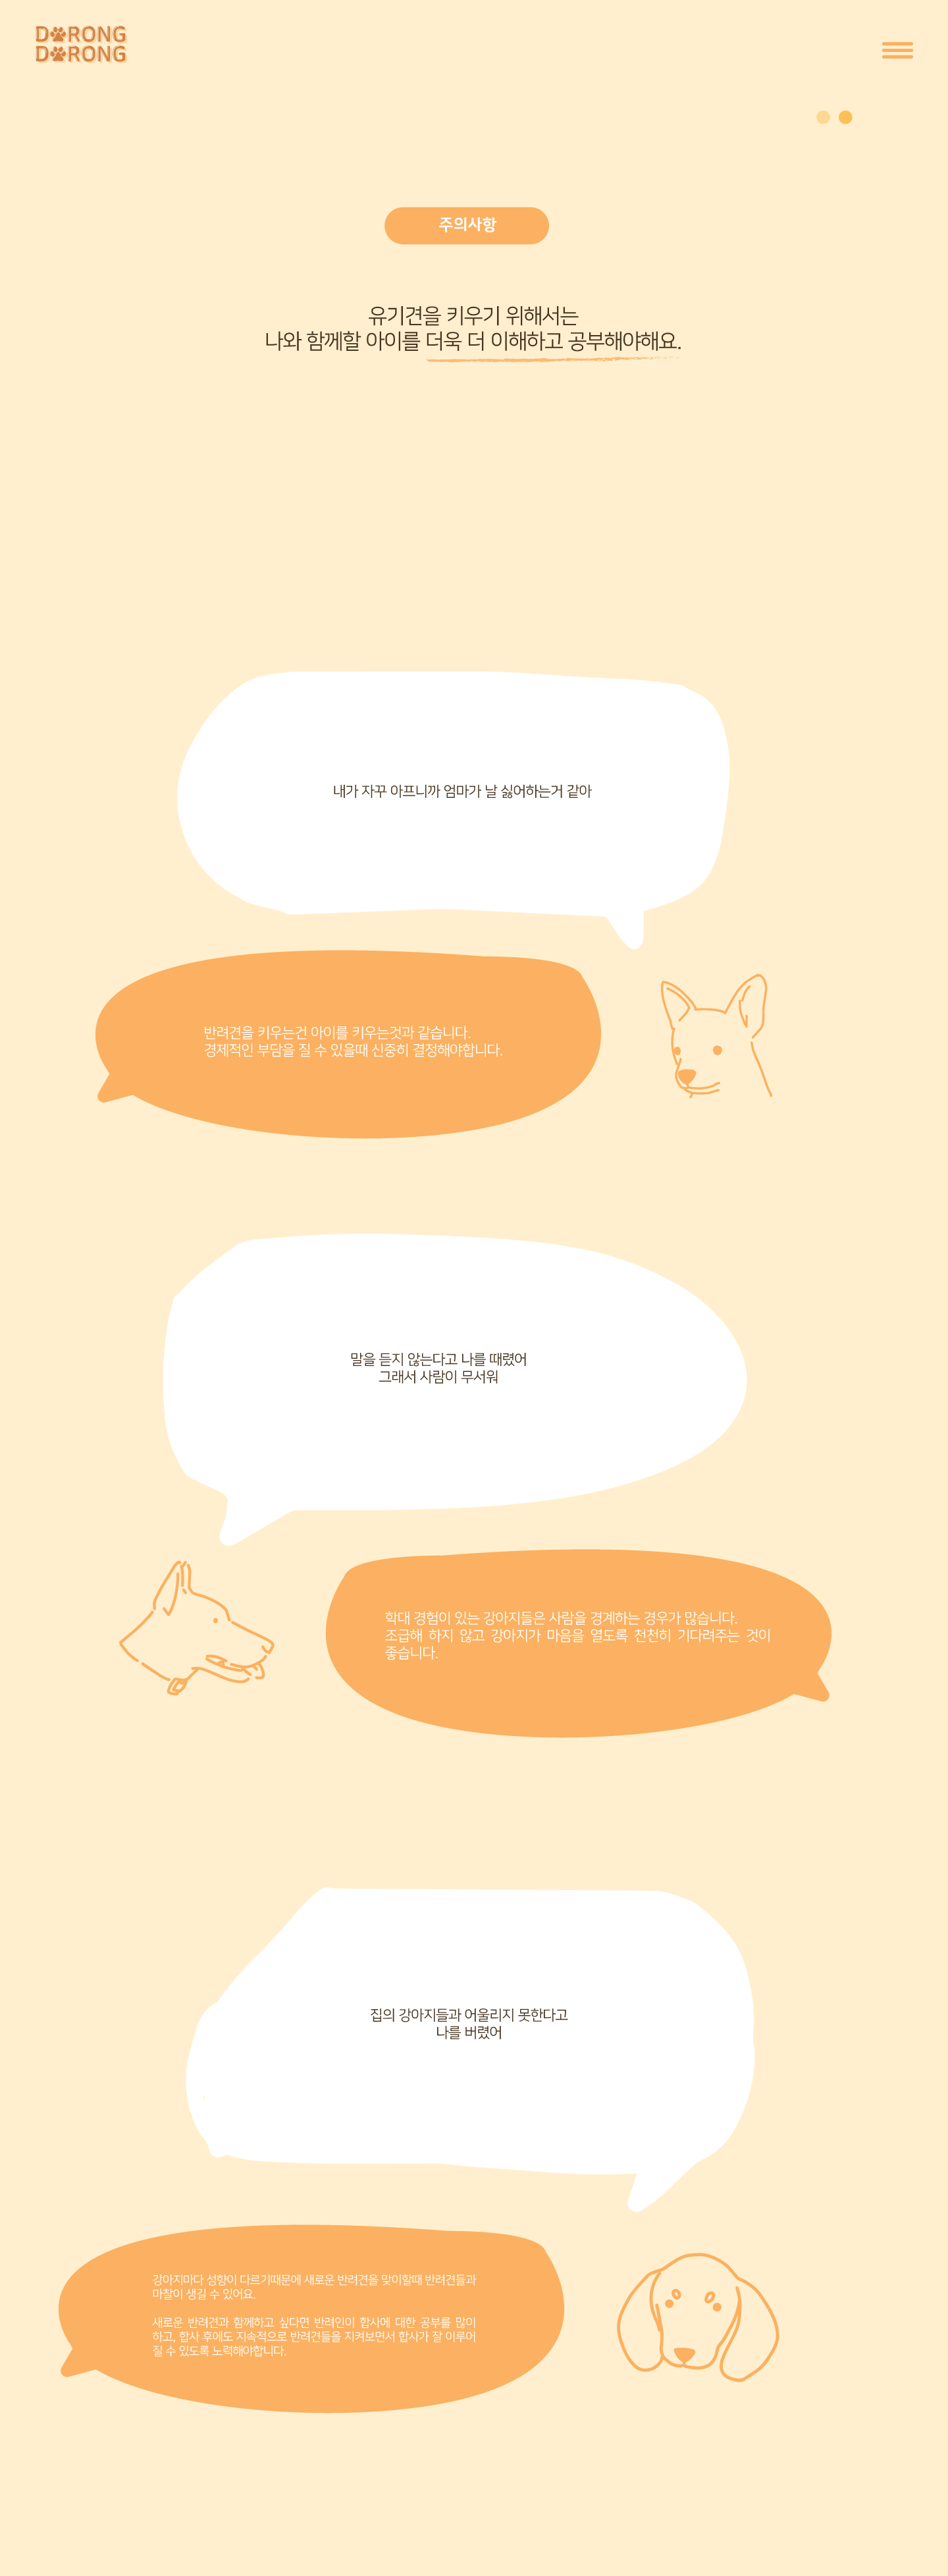 DORONG
DORONG
주의사항
유기견을 키우기 위해서는
나와 함께할 아이를 더욱 더 이해하고 공부해야해요.
내가 자꾸 아프니까 엄마가 날 싫어하는거 같아
반려견을 키우는건 아이를 키우는것과 같습니다.
경제적인 부담을 질 수 있을때 신중히 결정해야합니다.
말을 듣지 않는다고 나를 때렸어
그래서 사람이 무서워
학대 경험이 있는 강아지들은 사람을 경계하는 경우가 많습니다.
조급해 하지 않고 강아지가 마음을 열도록 천천히 기다려주는 것이
좋습니다.
집의 강아지들과 어울리지 못한다고
나를 버렸어
강아지마다 성향이 다르기때문에 새로운 반려견을 맞이할때 반려견들과
마찰이 생길 수 있어요.
새로운 반려견과 함께하고 싶다면 반려인이 합사에 대한 공부를 많이
하고, 합사 후에도 지속적으로 반려견들을 지켜보면서 합사가 잘 이루어
질 수 있도록 노력해야합니다.